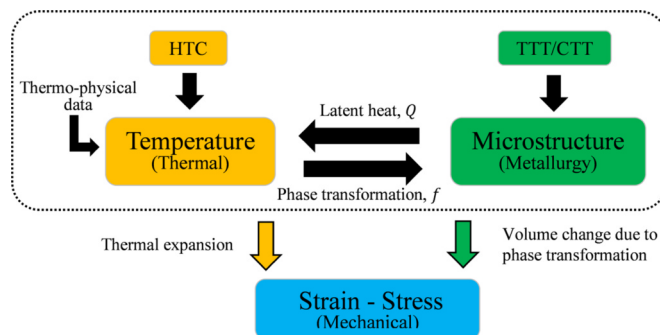 HTC
TTT/CTT
Thermo-physical
data
Latent heat, Q
Temperature
(Thermal)
Microstructure
(Metallurgy)
Phase transformation, f
Thermal expansion
Volume change due to
phase transformation
Strain - Stress
(Mechanical)